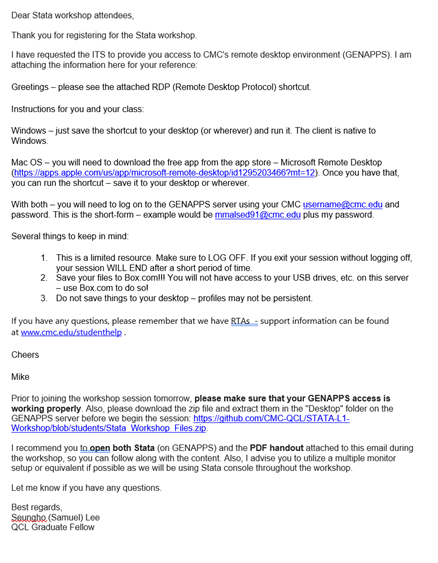 Dear Stata workshop attendees,
Thank you for registering for the Stata workshop.
I have requested the ITS to provide you access to CMC's remote desktop environment (GENAPPS). I am
attaching the information here for your reference:
Greetings – please see the attached RDP (Remote Desktop Protocol) shortcut.
Instructions for you and your class:
Windows – just save the shortcut to your desktop (or wherever) and run it. The client is native to
Windows.
Mac OS – you will need to download the free app from the app store – Microsoft Remote Desktop
(https://apps.apple.com/us/app/microsoft-remote-desktop/id1295203466?mt=12). Once you have that,
you can run the shortcut – save it to your desktop or wherever.
With both – you will need to log on to the GENAPPS server using your CMC username@cmc.edu and
password. This is the short-form – example would be mmalsed91@cmc.edu plus my password.
Several things to keep in mind:
1. This is a limited resource. Make sure to LOG OFF. If you exit your session without logging off,
your session WILL END after a short period of time.
2. Save your files to Box.com!!! You will not have access to your USB drives, etc. on this server
– use Box.com to do so!
3. Do not save things to your desktop – profiles may not be persistent.
If you have any questions, please remember that we have RTAs - support information can be found
at www.cmc.edu/studenthelp .
Cheers
Mike
Prior to joining the workshop session tomorrow, please make sure that your GENAPPS access is
working properly. Also, please download the zip file and extract them in the "Desktop" folder on the
GENAPPS server before we begin the session: https://github.com/CMC-QCL/STATA-L1-
Workshop/blob/students/Stata_Workshop_Files.zip.
I recommend you to open both Stata (on GENAPPS) and the PDF handout attached to this email during
the workshop, so you can follow along with the content. Also, I advise you to utilize a multiple monitor
setup or equivalent if possible as we will be using Stata console throughout the workshop.
Let me know if you have any questions.
Best regards,
Seungho (Samuel) Lee
QCL Graduate Fellow